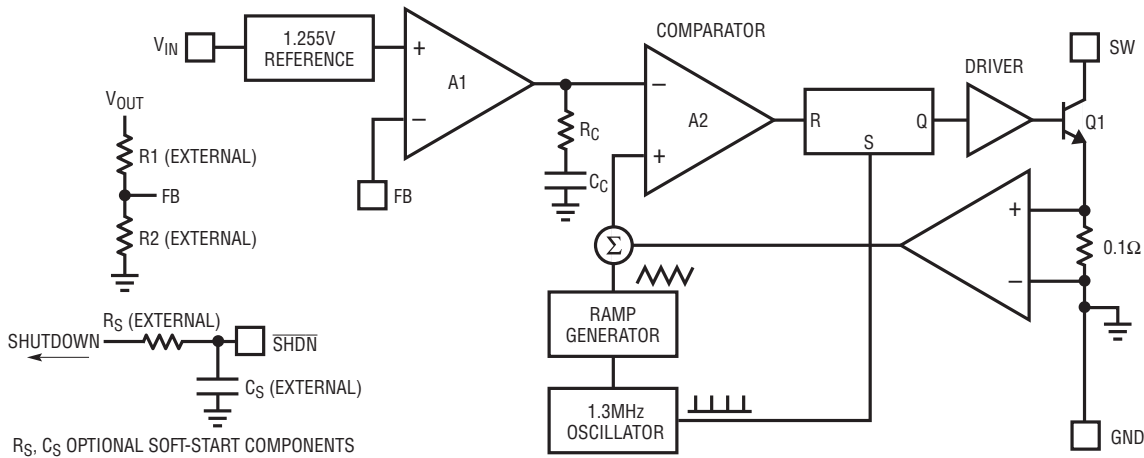 V_IN
1.255V
REFERENCE
+
−
A1
FB
COMPARATOR
−
+
A2
R_C
C_C
R
Q
S
DRIVER
Q1
SW
+
−
0.1Ω
GND
Σ
RAMP
GENERATOR
1.3MHz
OSCILLATOR
V_OUT
R1 (EXTERNAL)
FB
R2 (EXTERNAL)
R_S (EXTERNAL)
SHUTDOWN
S̅H̅D̅N̅
C_S (EXTERNAL)
R_S, C_S OPTIONAL SOFT-START COMPONENTS